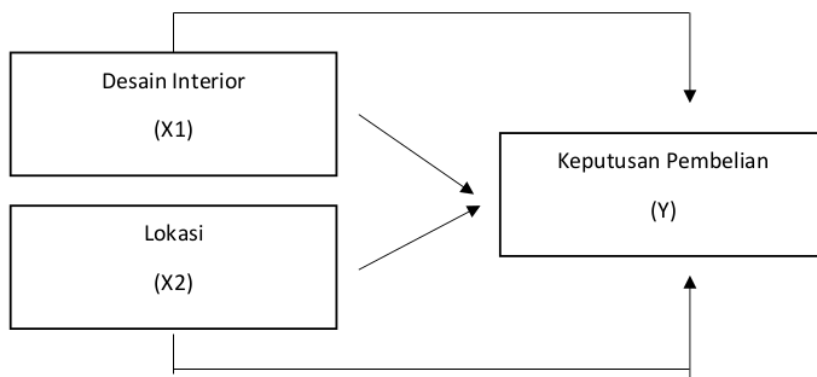 Desain Interior
(X1)
Keputusan Pembelian
(Y)
Lokasi
(X2)